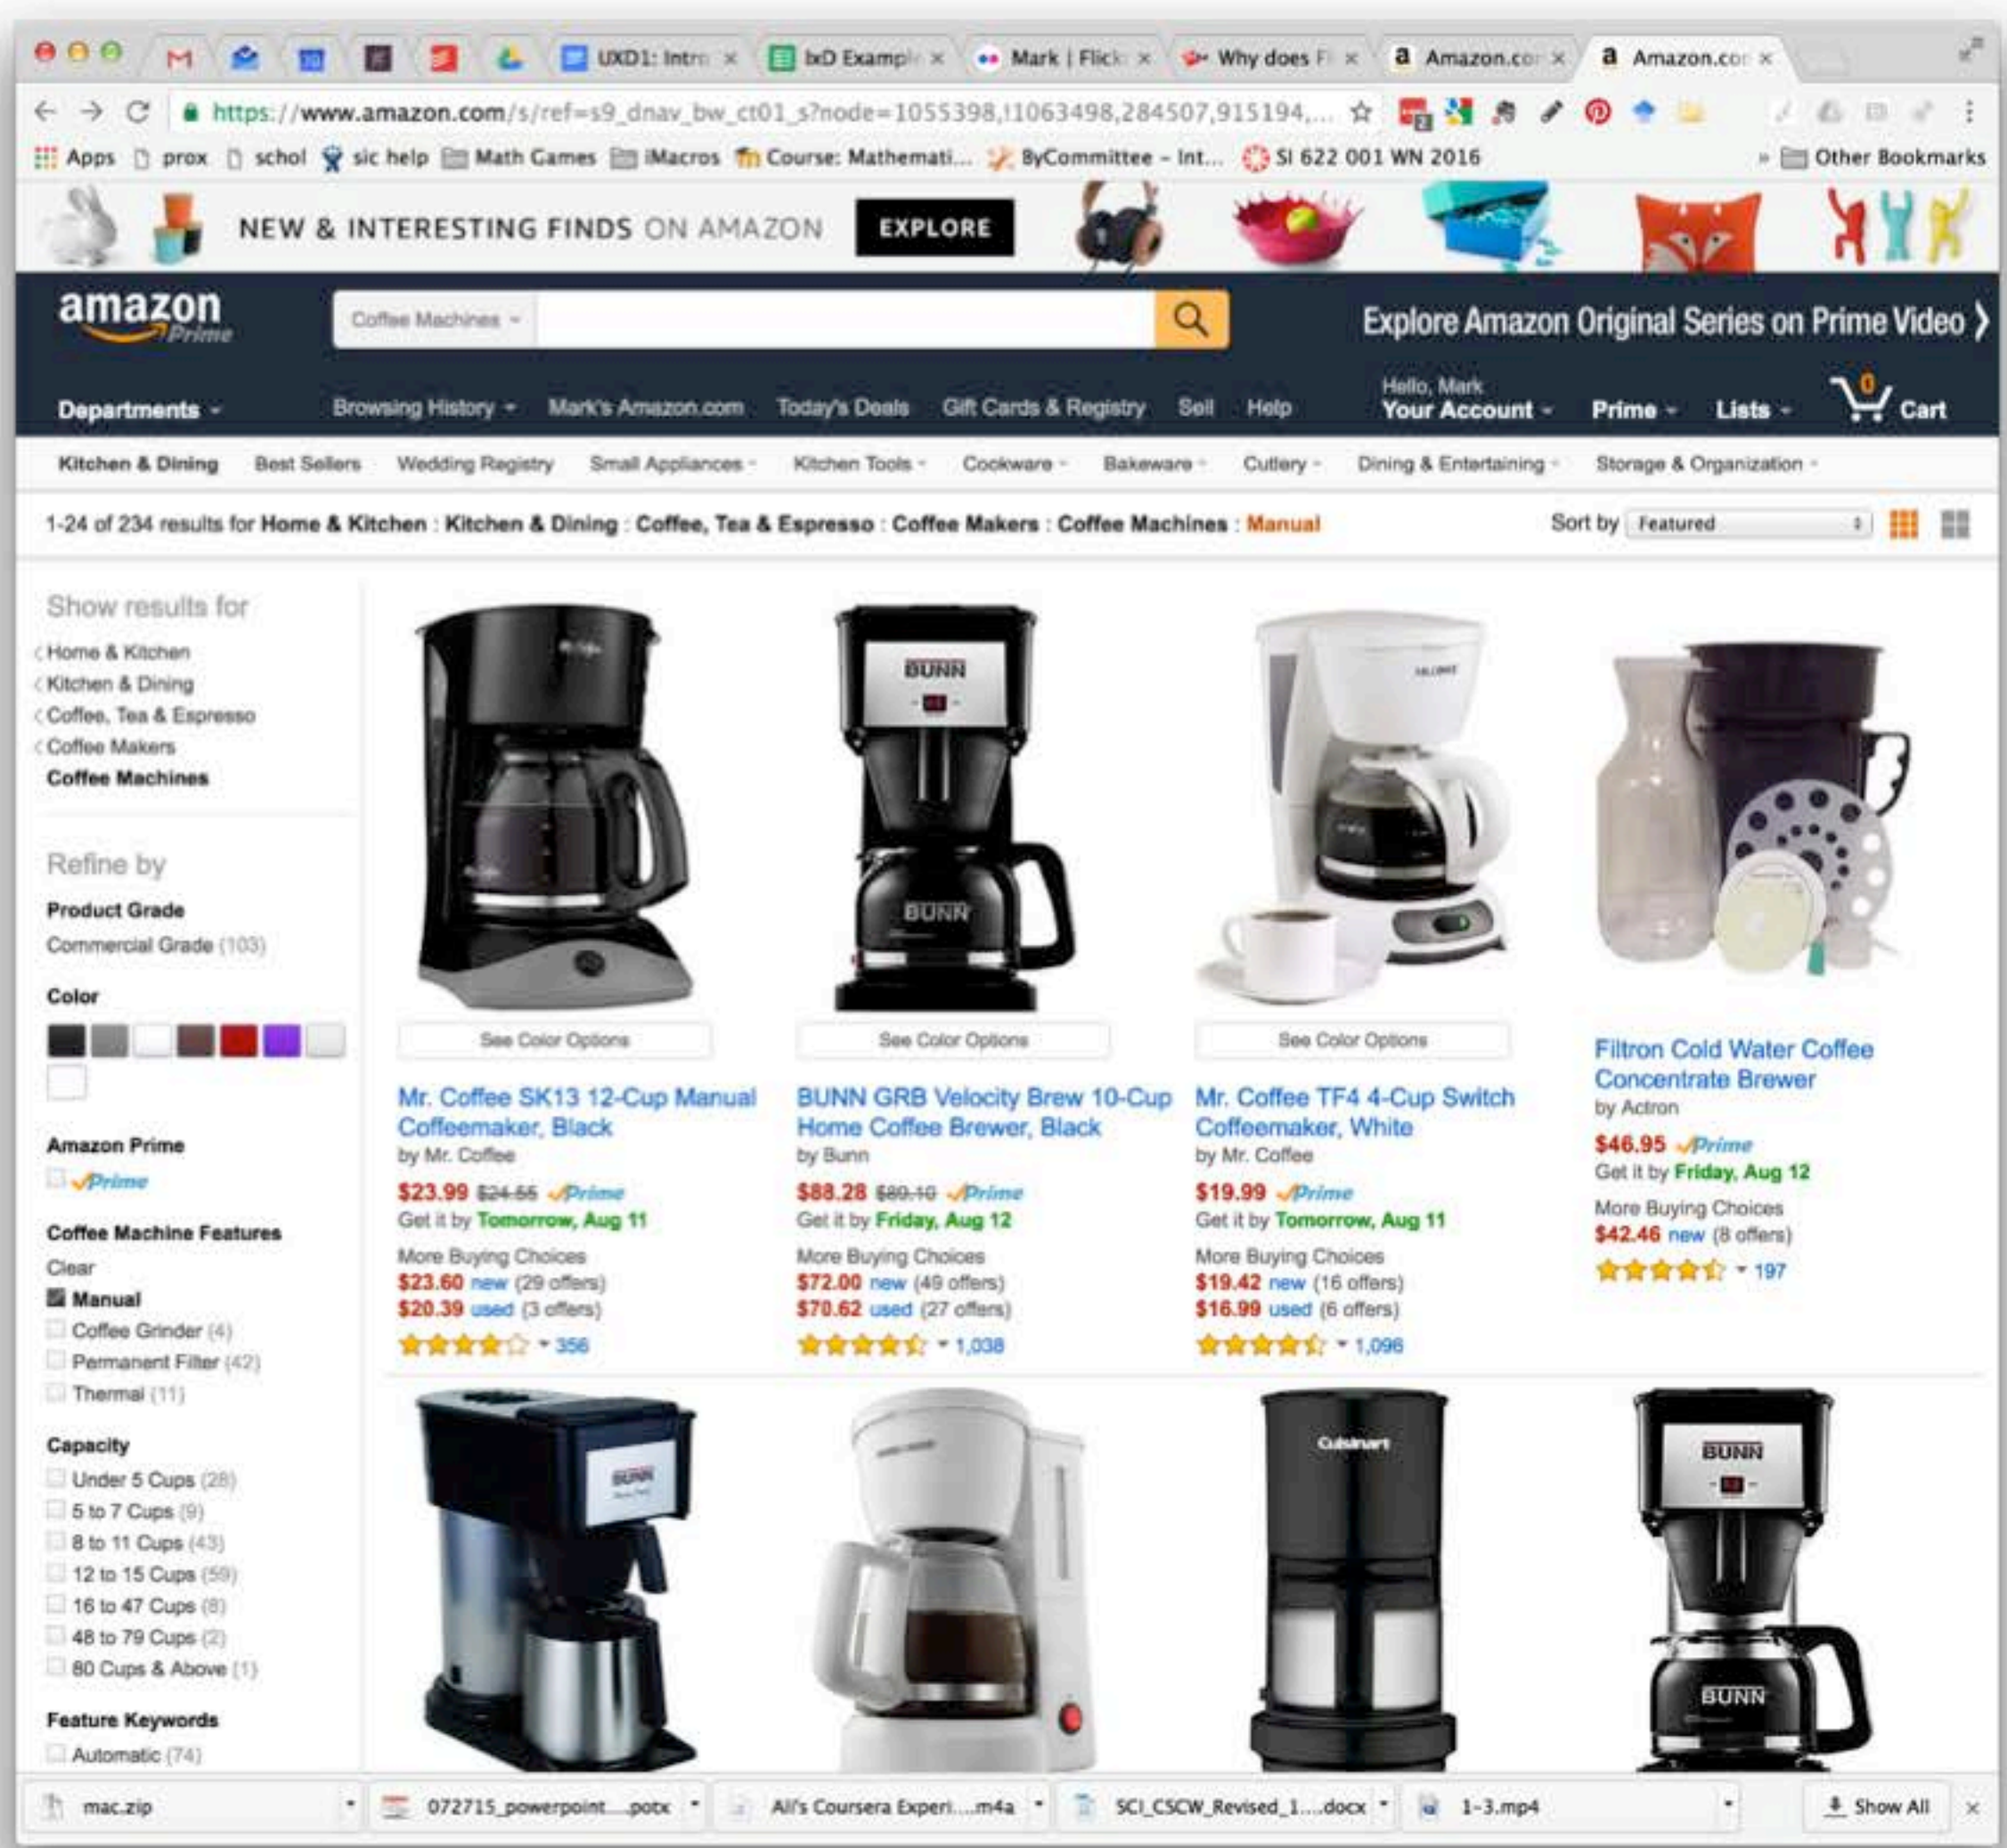 UXD1: Intro
IxD Example
Mark | Flick
Why does Fl
Amazon.com
Amazon.com
https://www.amazon.com/s/ref=s9_dnav_bw_ct01_s?node=1055398,!1063498,284507,915194,...
Apps prox schol sic help Math Games iMacros Course: Mathemati... ByCommittee - Int... SI 622 001 WN 2016 » Other Bookmarks
NEW & INTERESTING FINDS ON AMAZON EXPLORE
amazon Prime
Coffee Machines
Explore Amazon Original Series on Prime Video
Departments Browsing History Mark's Amazon.com Today's Deals Gift Cards & Registry Sell Help
Hello, Mark
Your Account Prime Lists 0 Cart
Kitchen & Dining Best Sellers Wedding Registry Small Appliances Kitchen Tools Cookware Bakeware Cutlery Dining & Entertaining Storage & Organization
1-24 of 234 results for Home & Kitchen : Kitchen & Dining : Coffee, Tea & Espresso : Coffee Makers : Coffee Machines : Manual
Sort by Featured
Show results for
‹ Home & Kitchen
‹ Kitchen & Dining
‹ Coffee, Tea & Espresso
‹ Coffee Makers
Coffee Machines
Refine by
Product Grade
Commercial Grade (103)
Color
Amazon Prime
Prime
Coffee Machine Features
Clear
Manual
Coffee Grinder (4)
Permanent Filter (42)
Thermal (11)
Capacity
Under 5 Cups (28)
5 to 7 Cups (9)
8 to 11 Cups (43)
12 to 15 Cups (59)
16 to 47 Cups (8)
48 to 79 Cups (2)
80 Cups & Above (1)
Feature Keywords
Automatic (74)
See Color Options
Mr. Coffee SK13 12-Cup Manual
Coffeemaker, Black
by Mr. Coffee
$23.99 $24.55 Prime
Get it by Tomorrow, Aug 11
More Buying Choices
$23.60 new (29 offers)
$20.39 used (3 offers)
356
BUNN
BUNN
See Color Options
BUNN GRB Velocity Brew 10-Cup
Home Coffee Brewer, Black
by Bunn
$88.28 $89.10 Prime
Get it by Friday, Aug 12
More Buying Choices
$72.00 new (49 offers)
$70.62 used (27 offers)
1,038
See Color Options
Mr. Coffee TF4 4-Cup Switch
Coffeemaker, White
by Mr. Coffee
$19.99 Prime
Get it by Tomorrow, Aug 11
More Buying Choices
$19.42 new (16 offers)
$16.99 used (6 offers)
1,096
Filtron Cold Water Coffee
Concentrate Brewer
by Actron
$46.95 Prime
Get it by Friday, Aug 12
More Buying Choices
$42.46 new (8 offers)
197
BUNN
Cuisinart
BUNN
BUNN
mac.zip
072715_powerpoint....potx
Ali's Coursera Experi....m4a
SCI_CSCW_Revised_1....docx
1-3.mp4
Show All